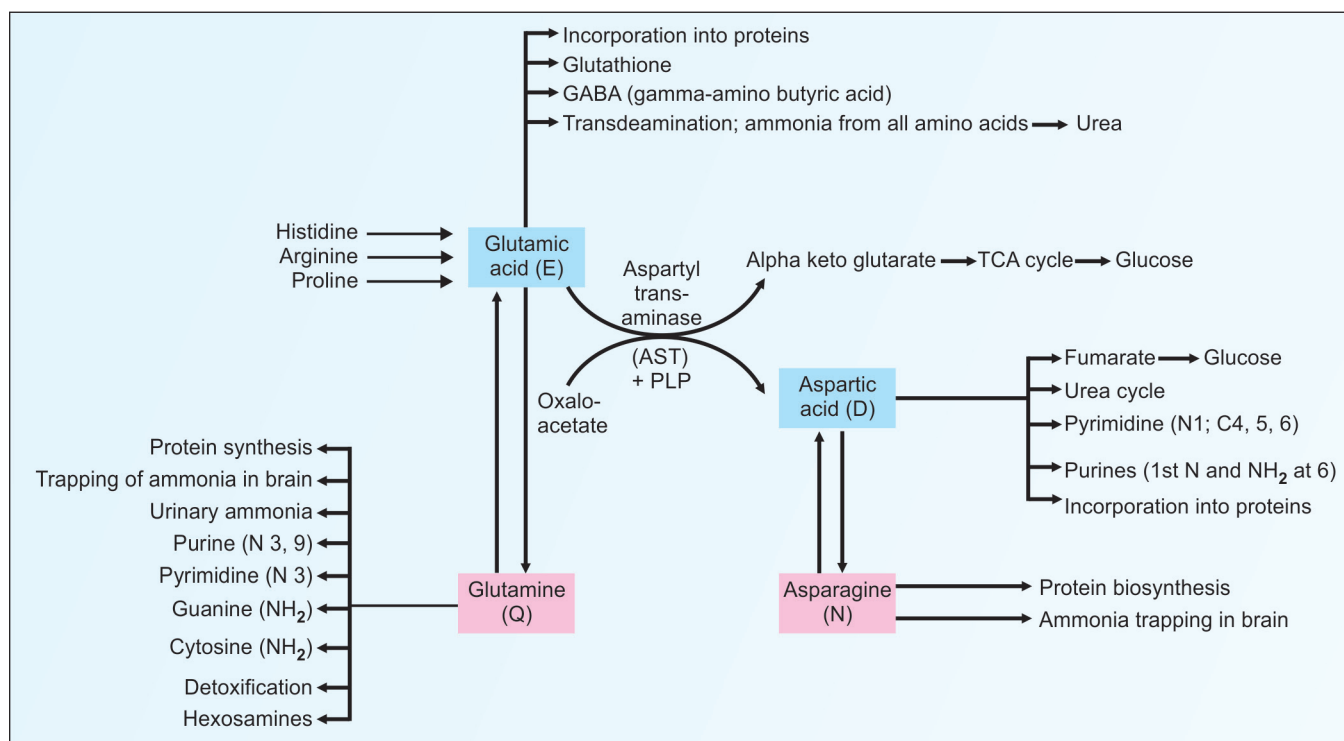 Incorporation into proteins
Glutathione
GABA (gamma-amino butyric acid)
Transdeamination; ammonia from all amino acids
Urea
Histidine
Arginine
Proline
Glutamic
acid (E)
Aspartyl
trans-
aminase
(AST)
+ PLP
Alpha keto glutarate
TCA cycle
Glucose
Oxalo-
acetate
Aspartic
acid (D)
Fumarate
Glucose
Urea cycle
Pyrimidine (N1; C4, 5, 6)
Purines (1st N and NH2 at 6)
Incorporation into proteins
Protein synthesis
Trapping of ammonia in brain
Urinary ammonia
Purine (N 3, 9)
Pyrimidine (N 3)
Guanine (NH2)
Cytosine (NH2)
Detoxification
Hexosamines
Glutamine
(Q)
Asparagine
(N)
Protein biosynthesis
Ammonia trapping in brain